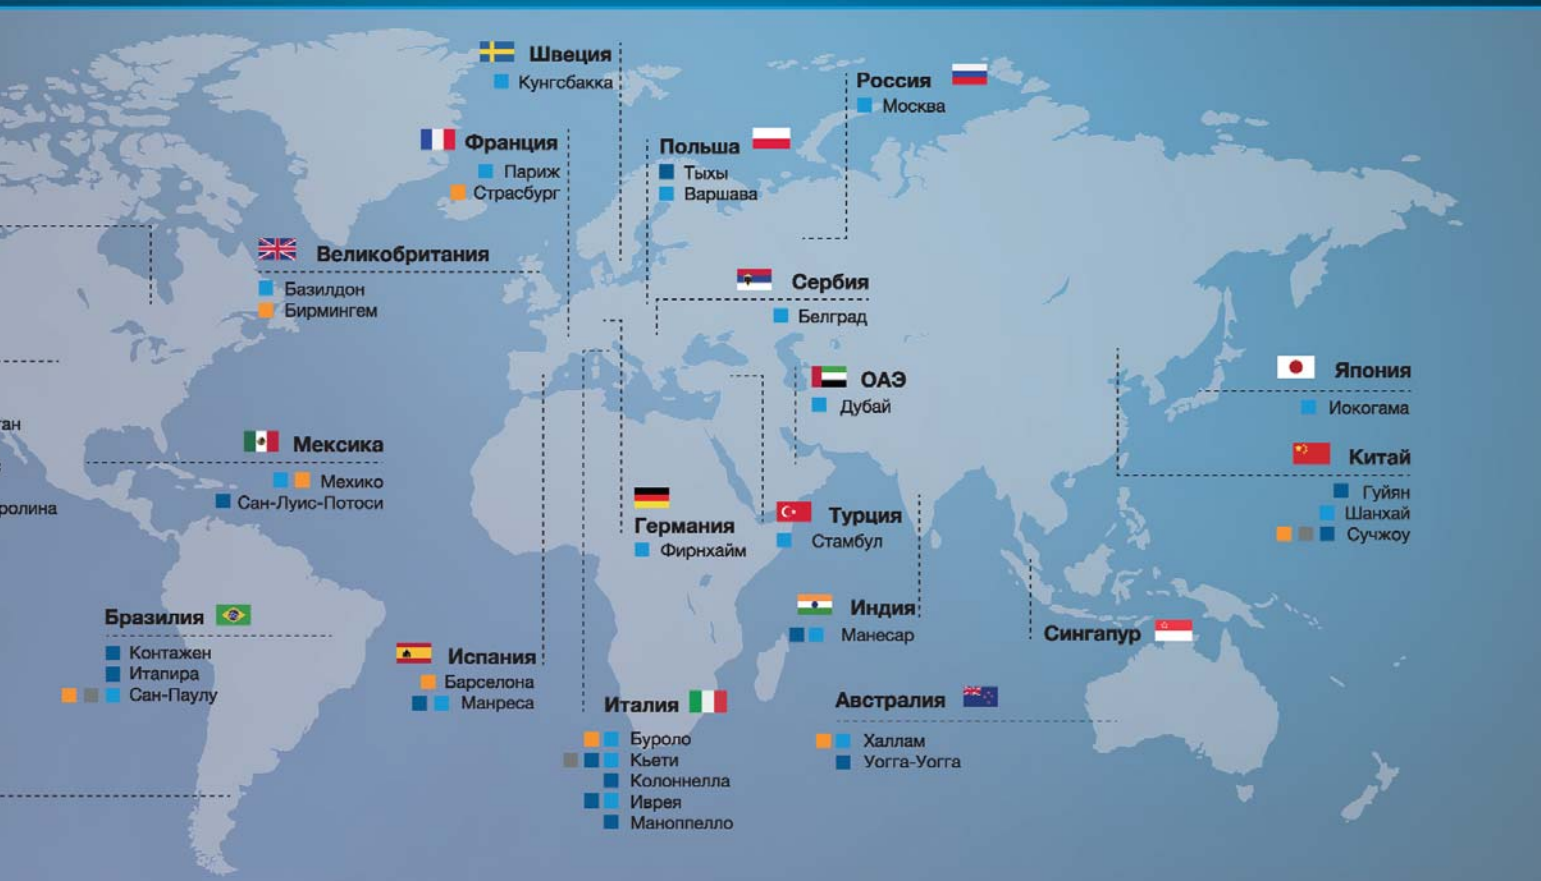 Швеция
Кунгсбакка
Россия
Москва
Франция
Париж
Страсбург
Польша
Тыхы
Варшава
Великобритания
Базилдон
Бирмингем
Сербия
Белград
ОАЭ
Дубай
Япония
Иокогама
тан
Мексика
Мехико
Сан-Луис-Потоси
ролина
Китай
Гуйян
Шанхай
Сучжоу
Германия
Фирнхайм
Турция
Стамбул
Индия
Манесар
Бразилия
Контажен
Итапира
Сан-Паулу
Сингапур
Испания
Барселона
Манреса
Италия
Буроло
Кьети
Колоннелла
Иврея
Маноппелло
Австралия
Халлам
Уогга-Уогга